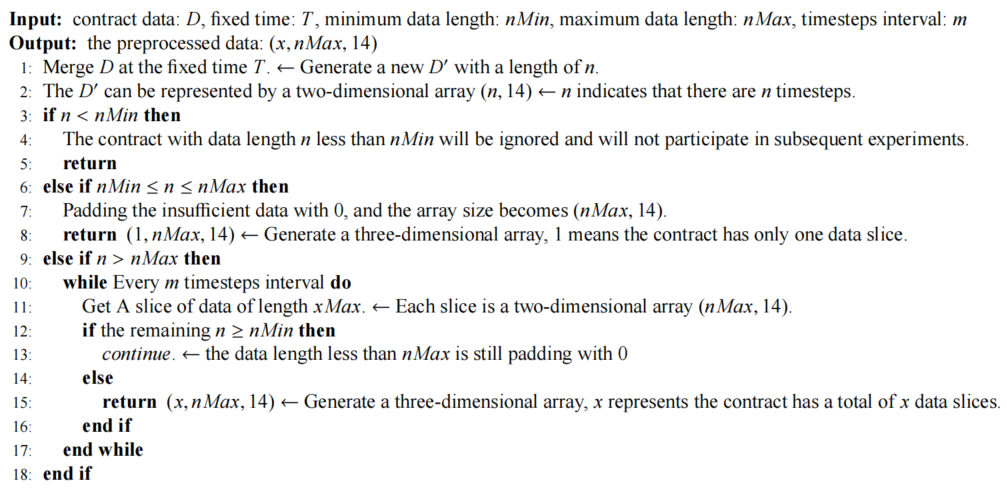 Input: contract data: D, fixed time: T, minimum data length: nMin, maximum data length: nMax, timesteps interval: m
Output: the preprocessed data: (x, nMax, 14)
1: Merge D at the fixed time T. ← Generate a new D′ with a length of n.
2: The D′ can be represented by a two-dimensional array (n, 14) ← n indicates that there are n timesteps.
3: if n < nMin then
4: The contract with data length n less than nMin will be ignored and will not participate in subsequent experiments.
5: return
6: else if nMin ≤ n ≤ nMax then
7: Padding the insufficient data with 0, and the array size becomes (nMax, 14).
8: return (1, nMax, 14) ← Generate a three-dimensional array, 1 means the contract has only one data slice.
9: else if n > nMax then
10: while Every m timesteps interval do
11: Get A slice of data of length xMax. ← Each slice is a two-dimensional array (nMax, 14).
12: if the remaining n ≥ nMin then
13: continue. ← the data length less than nMax is still padding with 0
14: else
15: return (x, nMax, 14) ← Generate a three-dimensional array, x represents the contract has a total of x data slices.
16: end if
17: end while
18: end if